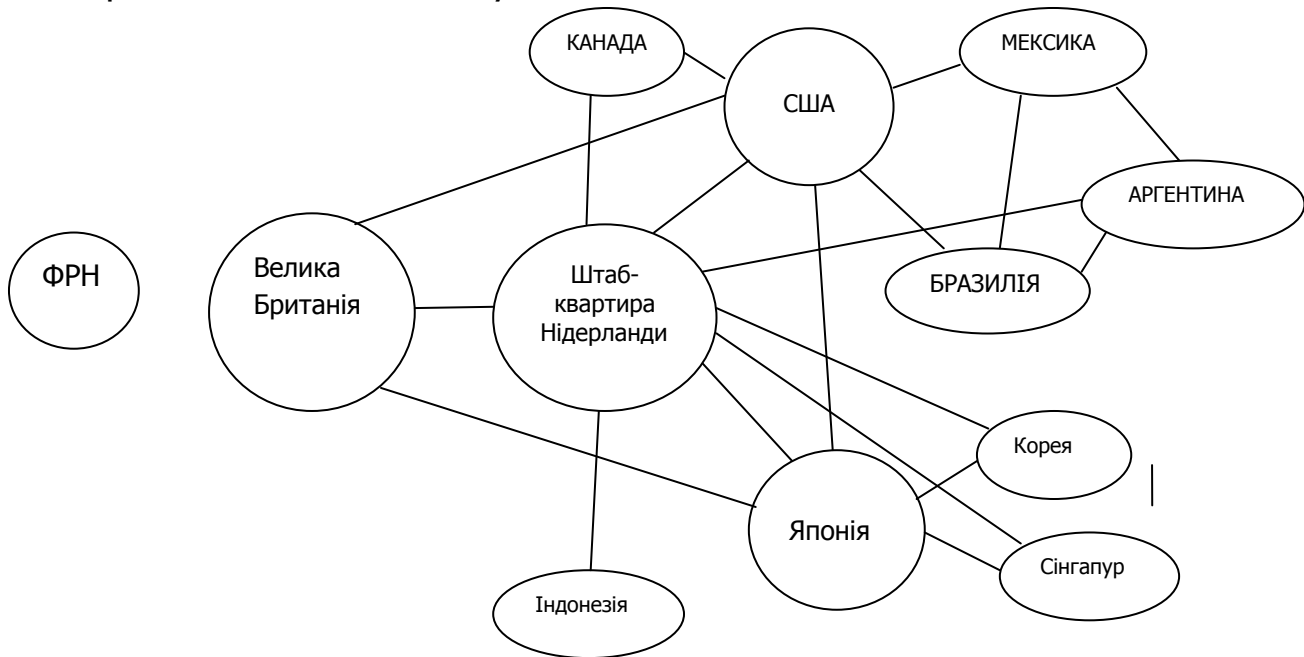 КАНАДА
США
МЕКСИКА
АРГЕНТИНА
ФРН
Велика
Британія
Штаб-
квартира
Нідерланди
БРАЗИЛІЯ
Корея
Японія
Сінгапур
Індонезія